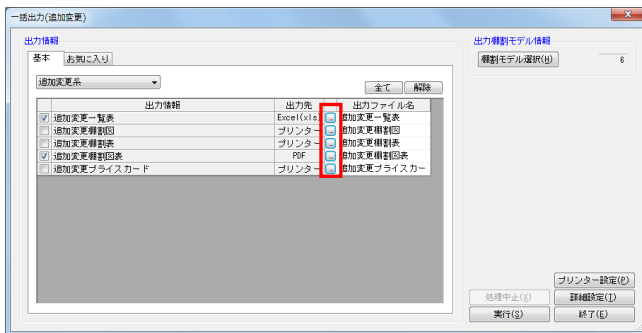 一括出力(追加変更)
出力情報
基本 お気に入り
追加変更系
全て 解除
出力情報 出力先 出力ファイル名
追加変更一覧表 Excel(xls) ... 追加変更一覧表
追加変更棚割図 プリンター ... 追加変更棚割図
追加変更棚割表 プリンター ... 追加変更棚割表
追加変更棚割図表 PDF ... 追加変更棚割図表
追加変更プライスカード プリンター ... 追加変更プライスカー
出力棚割モデル情報
棚割モデル選択(H) 6
プリンター設定(P)
処理中止(X) 詳細設定(I)
実行(S) 終了(E)